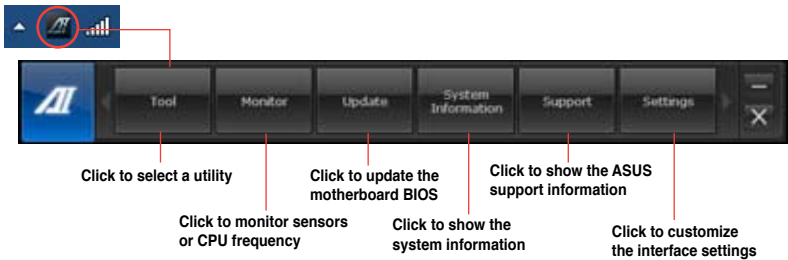 AI
AI
Tool
Monitor
Update
System
Information
Support
Settings
Click to select a utility
Click to update the
motherboard BIOS
Click to show the ASUS
support information
Click to monitor sensors
or CPU frequency
Click to show the
system information
Click to customize
the interface settings